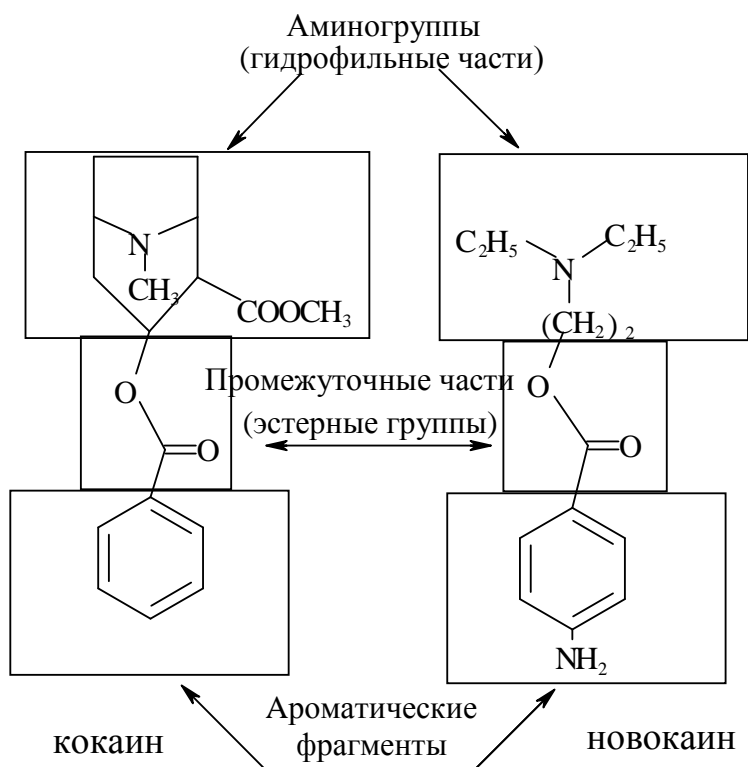 Аминогруппы
(гидрофильные части)
N
CH₃
COOCH₃
C₂H₅
C₂H₅
N
(CH₂)₂
O
O
Промежуточные части
(эстерные группы)
O
O
NH₂
Ароматические
фрагменты
кокаин
новокаин